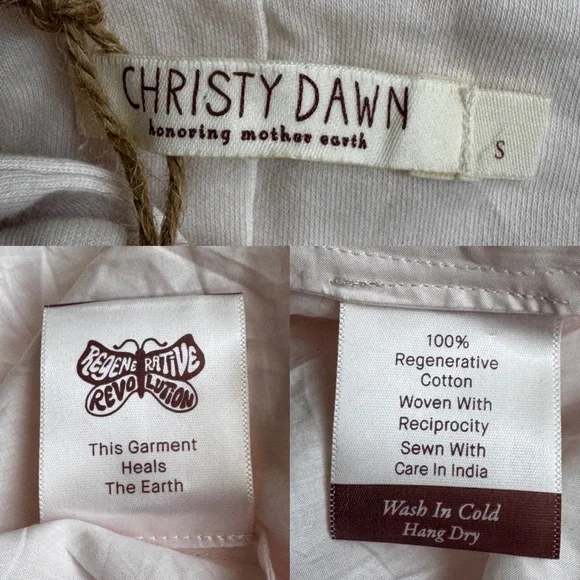 CHRISTY DAWN
honoring mother earth
S
REGENERATIVE
REVOLUTION
This Garment
Heals
The Earth
100%
Regenerative
Cotton
Woven With
Reciprocity
Sewn With
Care In India
Wash In Cold
Hang Dry